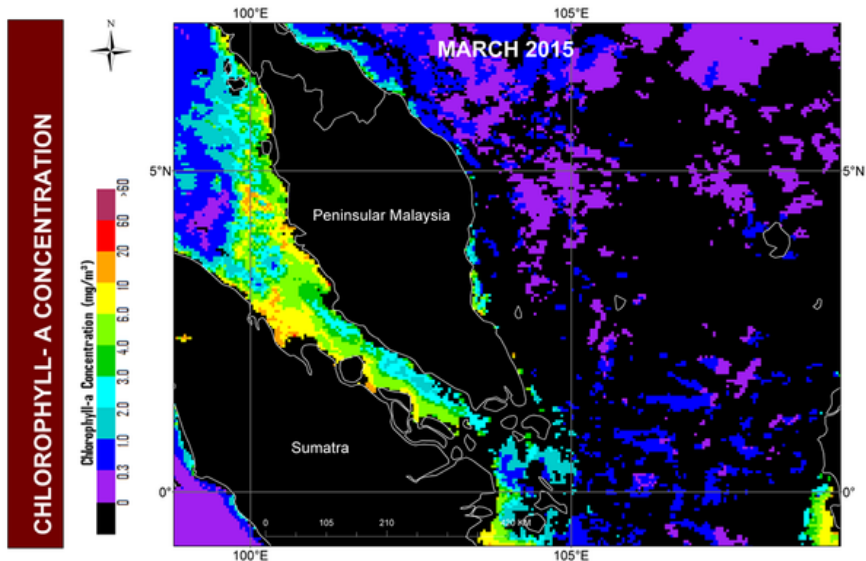 CHLOROPHYLL- A CONCENTRATION
N
Chlorophyll-a Concentration (mg/m³)
>60
60
20
10
6.0
4.0
3.0
2.0
1.0
0.3
0
100°E
105°E
MARCH 2015
5°N
5°N
Peninsular Malaysia
Sumatra
0°
0°
0
105
210
KM
100°E
105°E